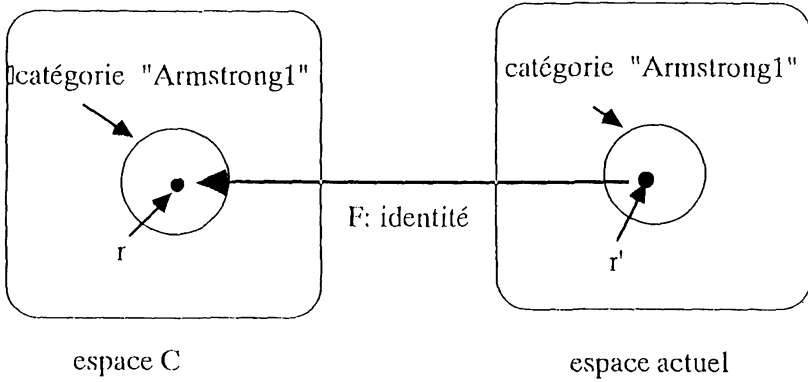 catégorie "Armstrong1"
catégorie "Armstrong1"
F: identité
r
r'
espace C
espace actuel